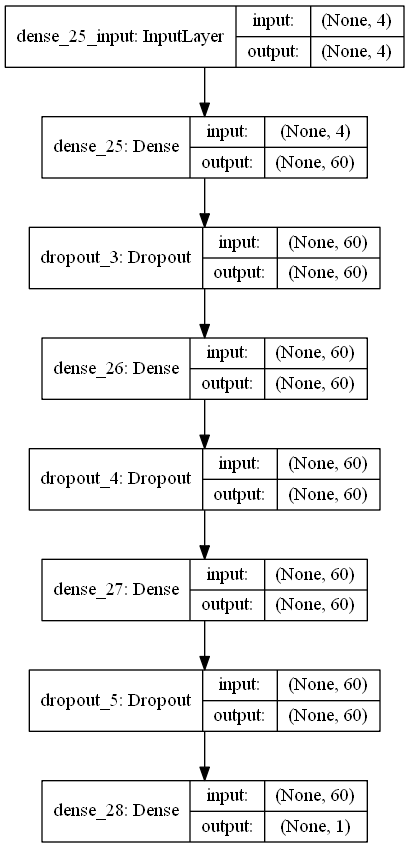 dense_25_input: InputLayer
input: (None, 4)
output: (None, 4)
dense_25: Dense
input: (None, 4)
output: (None, 60)
dropout_3: Dropout
input: (None, 60)
output: (None, 60)
dense_26: Dense
input: (None, 60)
output: (None, 60)
dropout_4: Dropout
input: (None, 60)
output: (None, 60)
dense_27: Dense
input: (None, 60)
output: (None, 60)
dropout_5: Dropout
input: (None, 60)
output: (None, 60)
dense_28: Dense
input: (None, 60)
output: (None, 1)